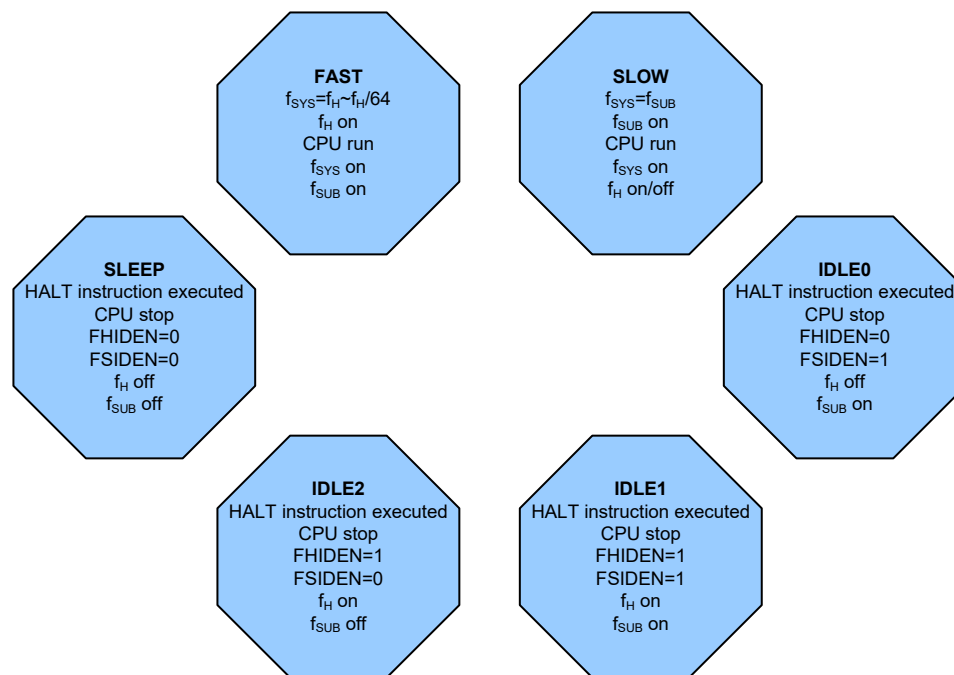 FAST
fSYS=fH~fH/64
fH on
CPU run
fSYS on
fSUB on
SLOW
fSYS=fSUB
fSUB on
CPU run
fSYS on
fH on/off
SLEEP
HALT instruction executed
CPU stop
FHIDEN=0
FSIDEN=0
fH off
fSUB off
IDLE0
HALT instruction executed
CPU stop
FHIDEN=0
FSIDEN=1
fH off
fSUB on
IDLE2
HALT instruction executed
CPU stop
FHIDEN=1
FSIDEN=0
fH on
fSUB off
IDLE1
HALT instruction executed
CPU stop
FHIDEN=1
FSIDEN=1
fH on
fSUB on